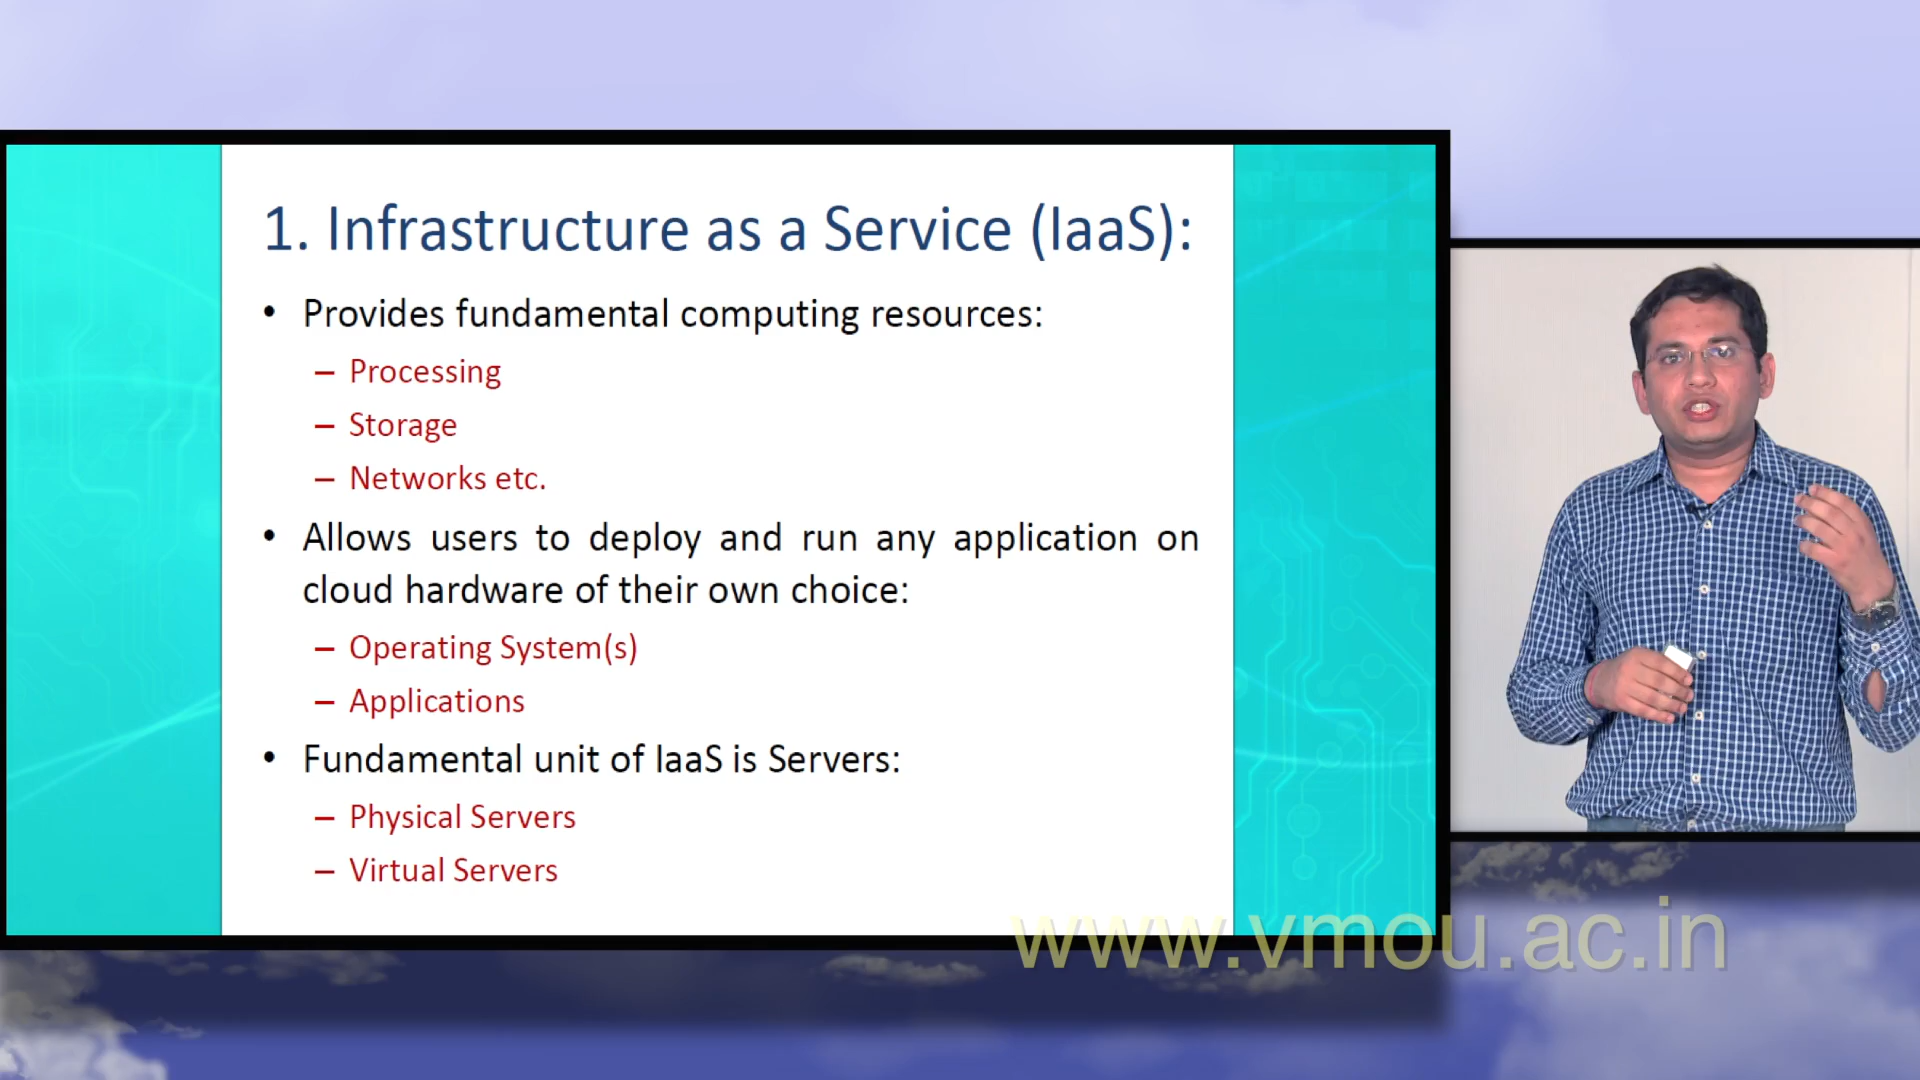 1. Infrastructure as a Service (IaaS):
• Provides fundamental computing resources:
– Processing
– Storage
– Networks etc.
• Allows users to deploy and run any application on
cloud hardware of their own choice:
– Operating System(s)
– Applications
• Fundamental unit of IaaS is Servers:
– Physical Servers
– Virtual Servers
www.vmou.ac.in